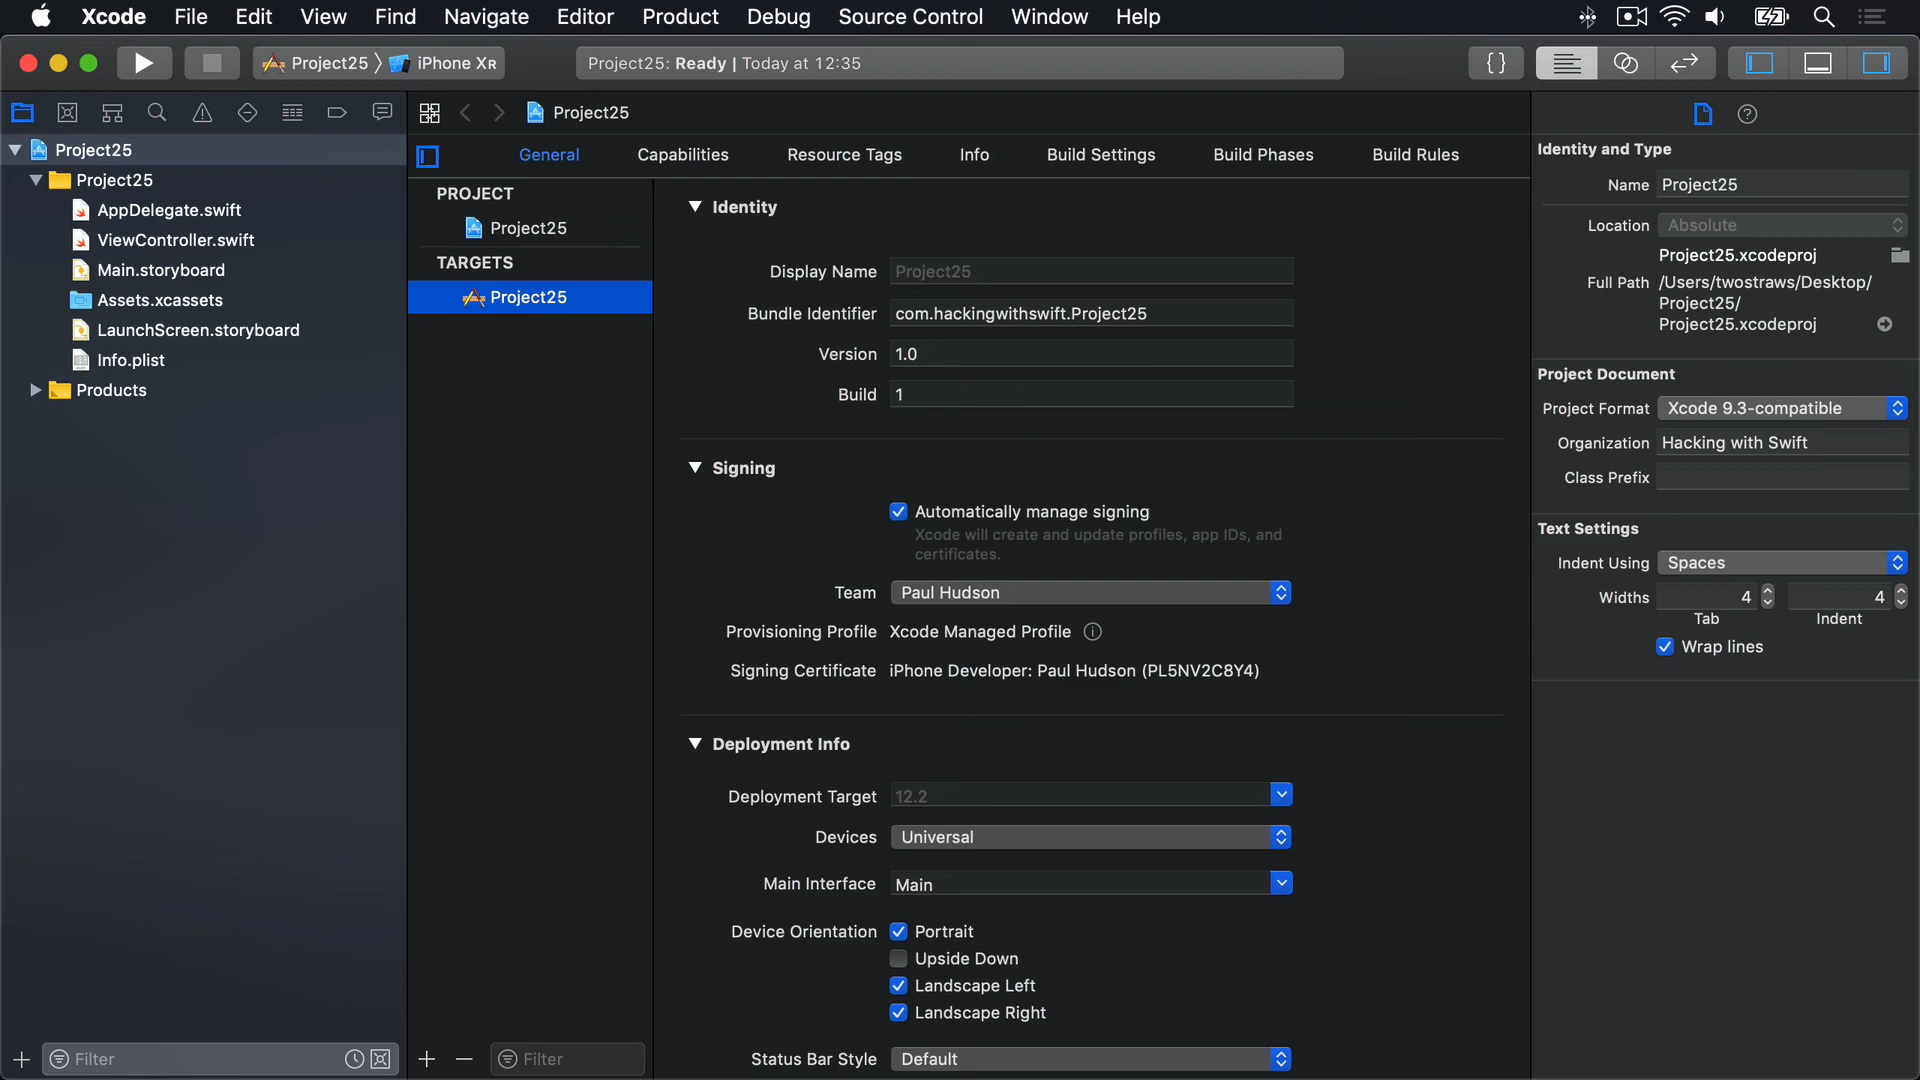 Xcode File Edit View Find Navigate Editor Product Debug Source Control Window Help
Project25 iPhone XR
Project25: Ready | Today at 12:35
{}
Project25
Project25
AppDelegate.swift
ViewController.swift
Main.storyboard
Assets.xcassets
LaunchScreen.storyboard
Info.plist
Products
Filter
Project25
General Capabilities Resource Tags Info Build Settings Build Phases Build Rules
PROJECT
Project25
TARGETS
Project25
Filter
Identity
Display Name Project25
Bundle Identifier com.hackingwithswift.Project25
Version 1.0
Build 1
Signing
Automatically manage signing
Xcode will create and update profiles, app IDs, and
certificates.
Team Paul Hudson
Provisioning Profile Xcode Managed Profile
Signing Certificate iPhone Developer: Paul Hudson (PL5NV2C8Y4)
Deployment Info
Deployment Target 12.2
Devices Universal
Main Interface Main
Device Orientation Portrait
Upside Down
Landscape Left
Landscape Right
Status Bar Style Default
Identity and Type
Name Project25
Location Absolute
Project25.xcodeproj
Full Path /Users/twostraws/Desktop/
Project25/
Project25.xcodeproj
Project Document
Project Format Xcode 9.3-compatible
Organization Hacking with Swift
Class Prefix
Text Settings
Indent Using Spaces
Widths 4 4
Tab Indent
Wrap lines